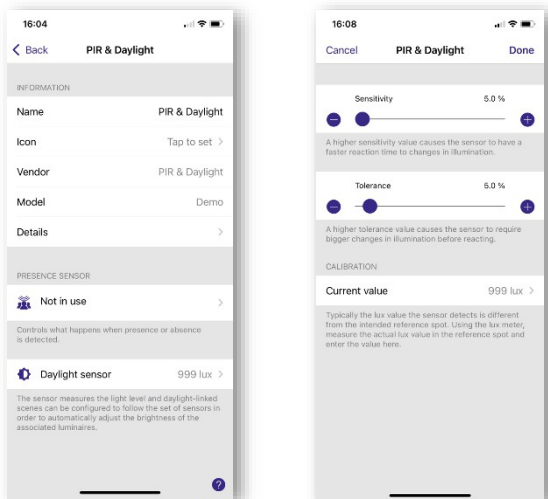 16:04
Back
PIR & Daylight
INFORMATION
Name PIR & Daylight
Icon Tap to set
Vendor PIR & Daylight
Model Demo
Details
PRESENCE SENSOR
Not in use
Controls what happens when presence or absence
is detected.
Daylight sensor 999 lux
The sensor measures the light level and daylight-linked
scenes can be configured to follow the set of sensors in
order to automatically adjust the brightness of the
associated luminaires.
?
16:08
Cancel PIR & Daylight Done
Sensitivity 5.0 %
A higher sensitivity value causes the sensor to have a
faster reaction time to changes in illumination.
Tolerance 5.0 %
A higher tolerance value causes the sensor to require
bigger changes in illumination before reacting.
CALIBRATION
Current value 999 lux
Typically the lux value the sensor detects is different
from the intended reference spot. Using the lux meter,
measure the actual lux value in the reference spot and
enter the value here.